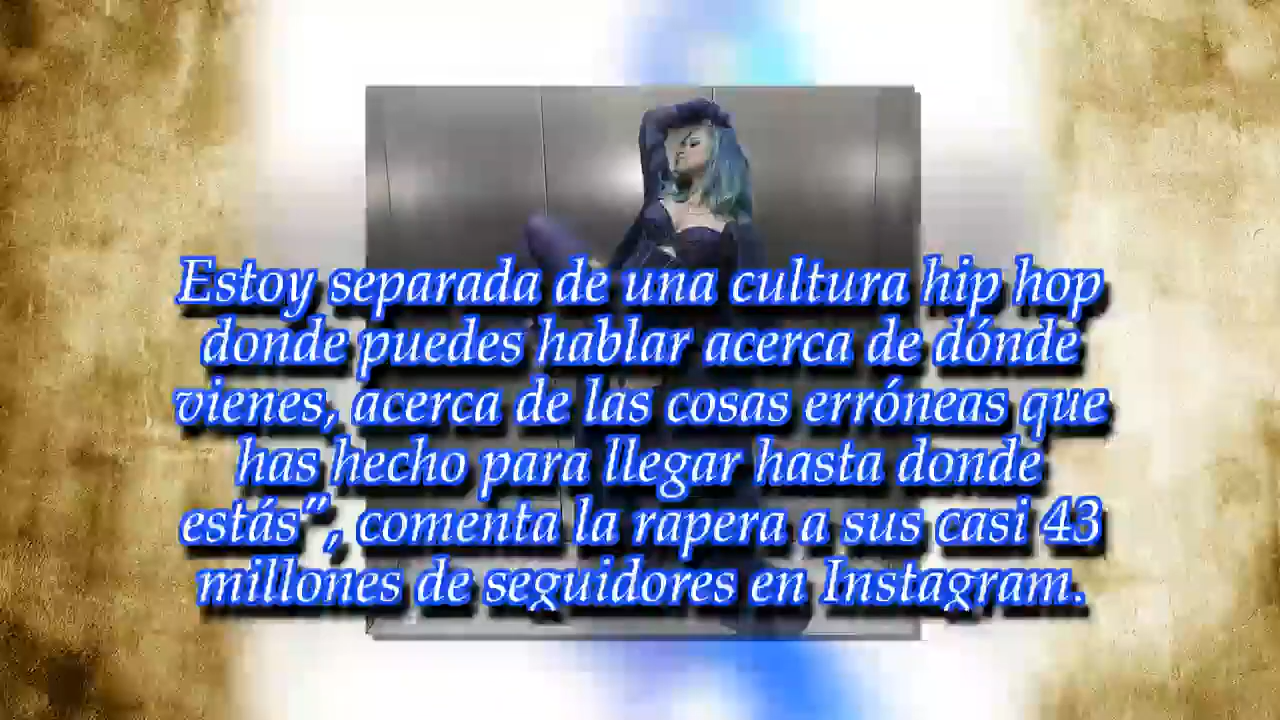 Estoy separada de una cultura hip hop
donde puedes hablar acerca de dónde
vienes, acerca de las cosas erróneas que
has hecho para llegar hasta donde
estás”, comenta la rapera a sus casi 43
millones de seguidores en Instagram.